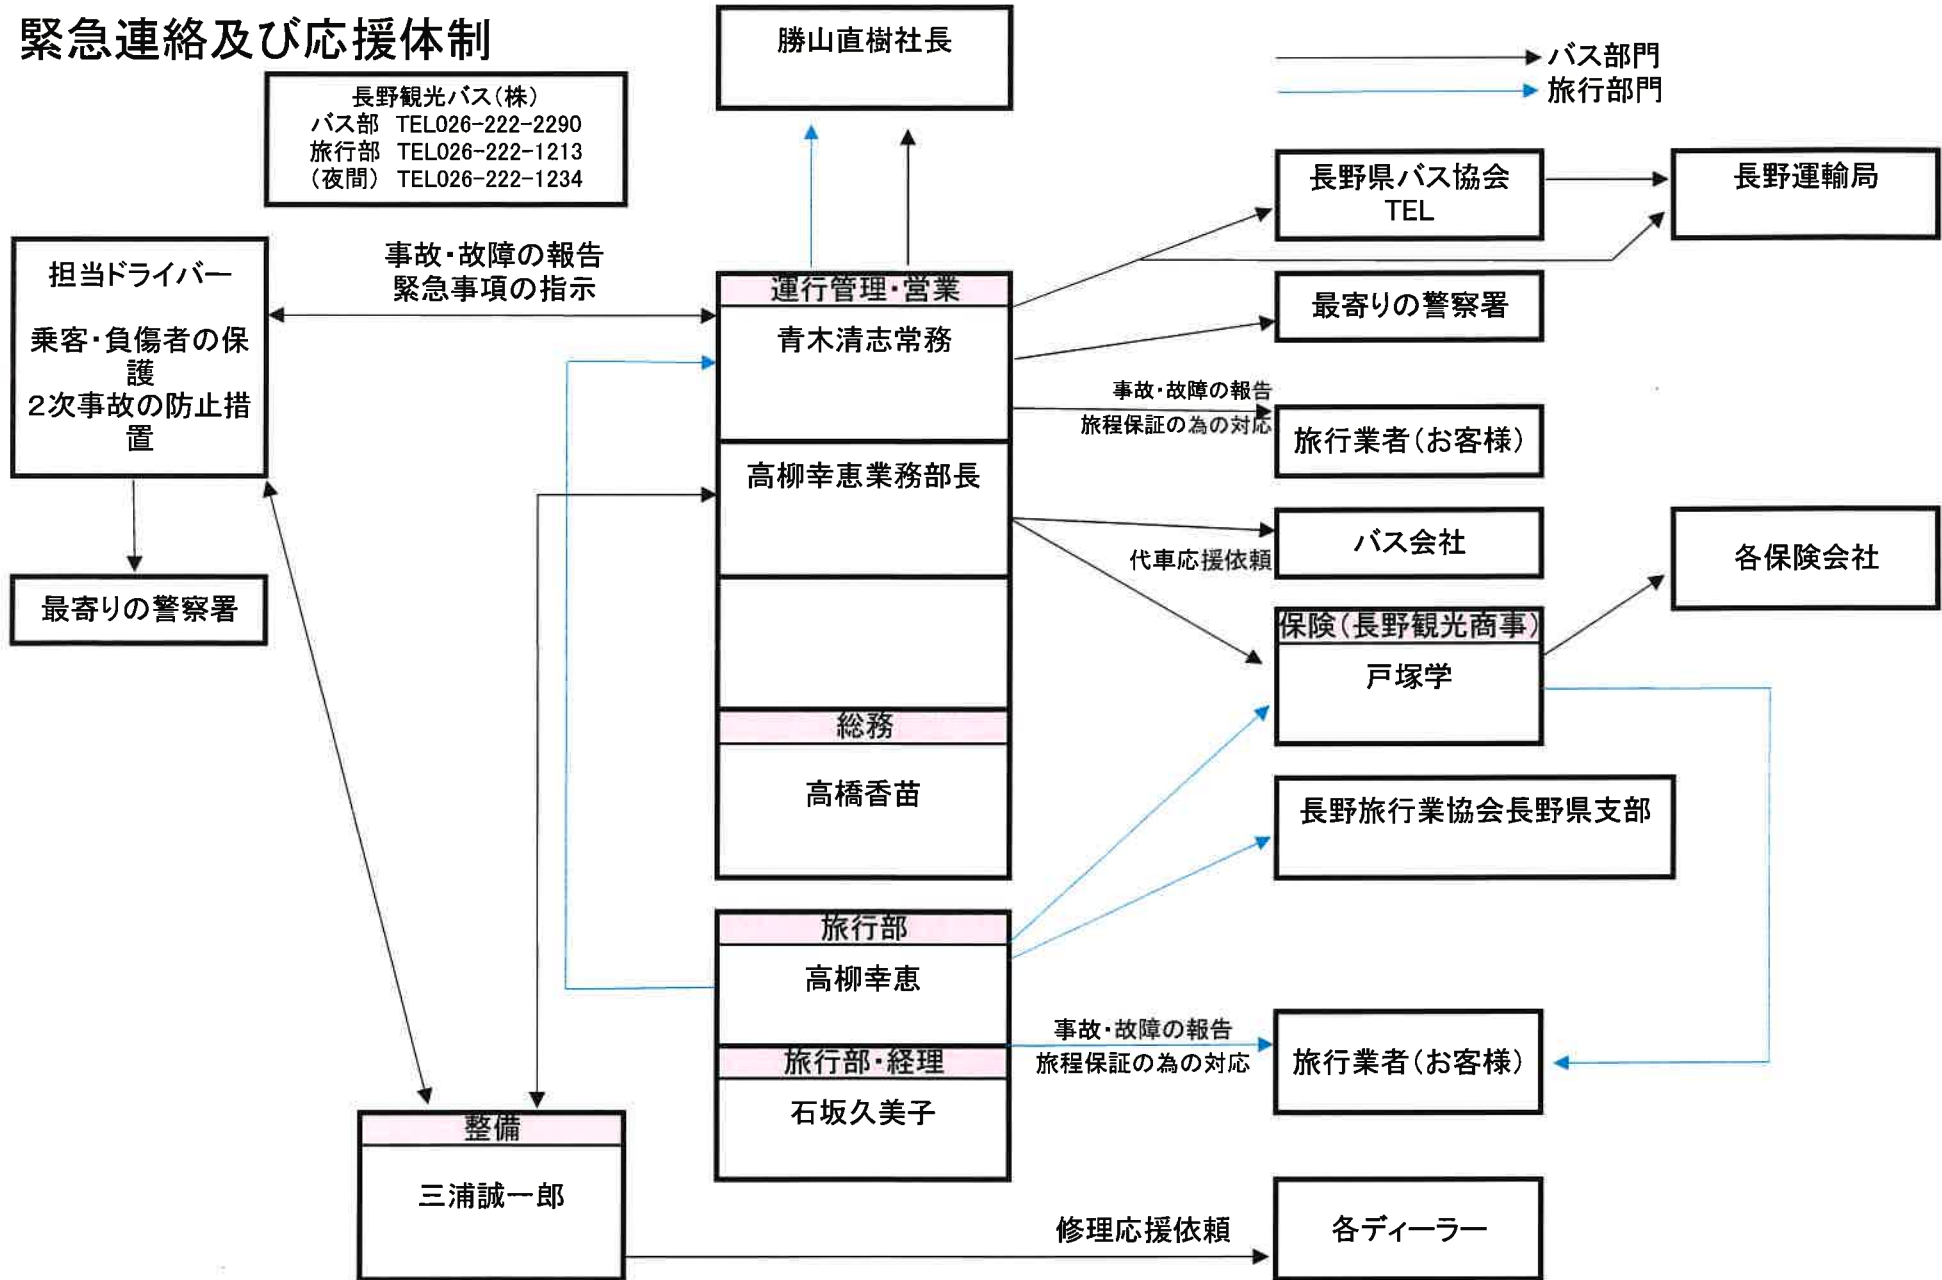 緊急連絡及び応援体制
長野観光バス(株)
バス部 TEL026-222-2290
旅行部 TEL026-222-1213
(夜間) TEL026-222-1234
勝山直樹社長
バス部門
旅行部門
長野県バス協会
TEL
長野運輸局
担当ドライバー
乗客・負傷者の保
護
2次事故の防止措
置
事故・故障の報告
緊急事項の指示
運行管理・営業
青木清志常務
最寄りの警察署
事故・故障の報告
旅程保証の為の対応
旅行業者(お客様)
高柳幸恵業務部長
バス会社
代車応援依頼
各保険会社
最寄りの警察署
保険(長野観光商事)
戸塚学
総務
高橋香苗
長野旅行業協会長野県支部
旅行部
高柳幸恵
事故・故障の報告
旅程保証の為の対応
旅行業者(お客様)
旅行部・経理
石坂久美子
整備
三浦誠一郎
修理応援依頼
各ディーラー